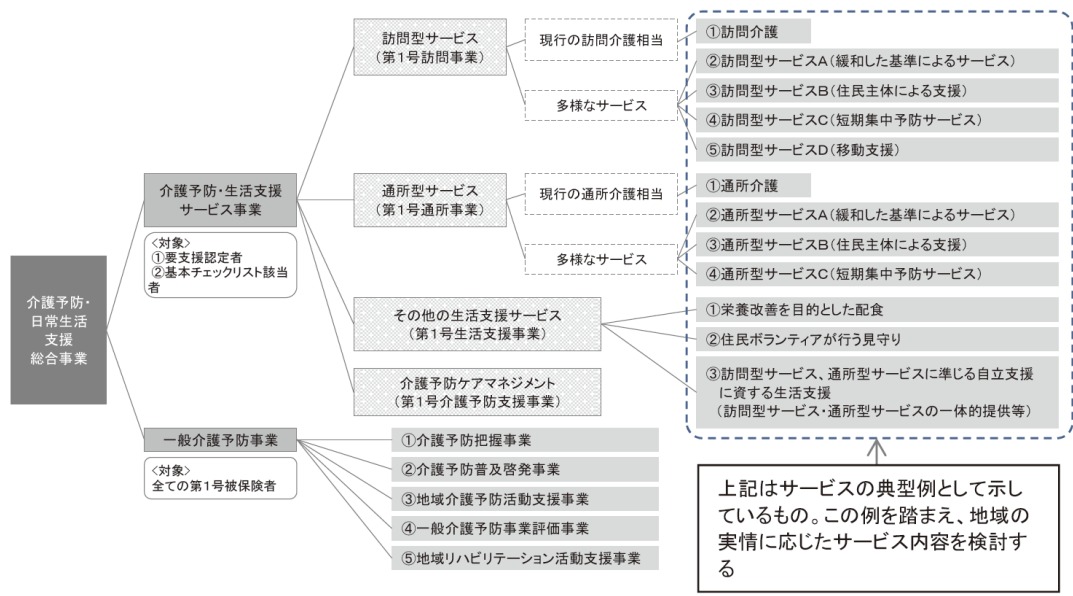 介護予防・
日常生活
支援
総合事業
介護予防・生活支援
サービス事業
<対象>
①要支援認定者
②基本チェックリスト該当
者
訪問型サービス
(第1号訪問事業)
現行の訪問介護相当
多様なサービス
①訪問介護
②訪問型サービスA(緩和した基準によるサービス)
③訪問型サービスB(住民主体による支援)
④訪問型サービスC(短期集中予防サービス)
⑤訪問型サービスD(移動支援)
通所型サービス
(第1号通所事業)
現行の通所介護相当
多様なサービス
①通所介護
②通所型サービスA(緩和した基準によるサービス)
③通所型サービスB(住民主体による支援)
④通所型サービスC(短期集中予防サービス)
その他の生活支援サービス
(第1号生活支援事業)
①栄養改善を目的とした配食
②住民ボランティアが行う見守り
③訪問型サービス、通所型サービスに準じる自立支援
に資する生活支援
(訪問型サービス・通所型サービスの一体的提供等)
介護予防ケアマネジメント
(第1号介護予防支援事業)
一般介護予防事業
<対象>
全ての第1号被保険者
①介護予防把握事業
②介護予防普及啓発事業
③地域介護予防活動支援事業
④一般介護予防事業評価事業
⑤地域リハビリテーション活動支援事業
上記はサービスの典型例として示し
ているもの。この例を踏まえ、地域の
実情に応じたサービス内容を検討す
る